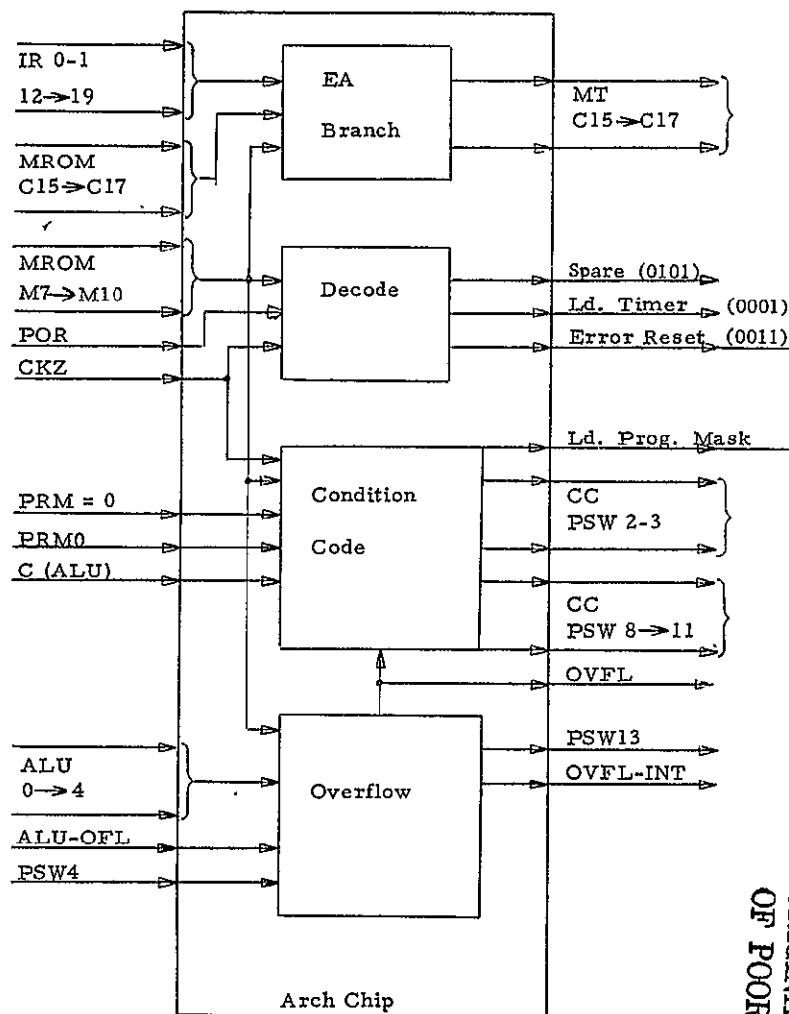 IR 0-1
12→19
MROM
C15→C17
MROM
M7→M10
POR
CKZ
PRM = 0
PRM0
C (ALU)
ALU
0→4
ALU-OFL
PSW4
EA
Branch
Decode
Condition
Code
Overflow
Arch Chip
MT
C15→C17
Spare (0101)
Ld. Timer (0001)
Error Reset (0011)
Ld. Prog. Mask
CC
PSW 2-3
CC
PSW 8→11
OVFL
PSW13
OVFL-INT
OF POOR